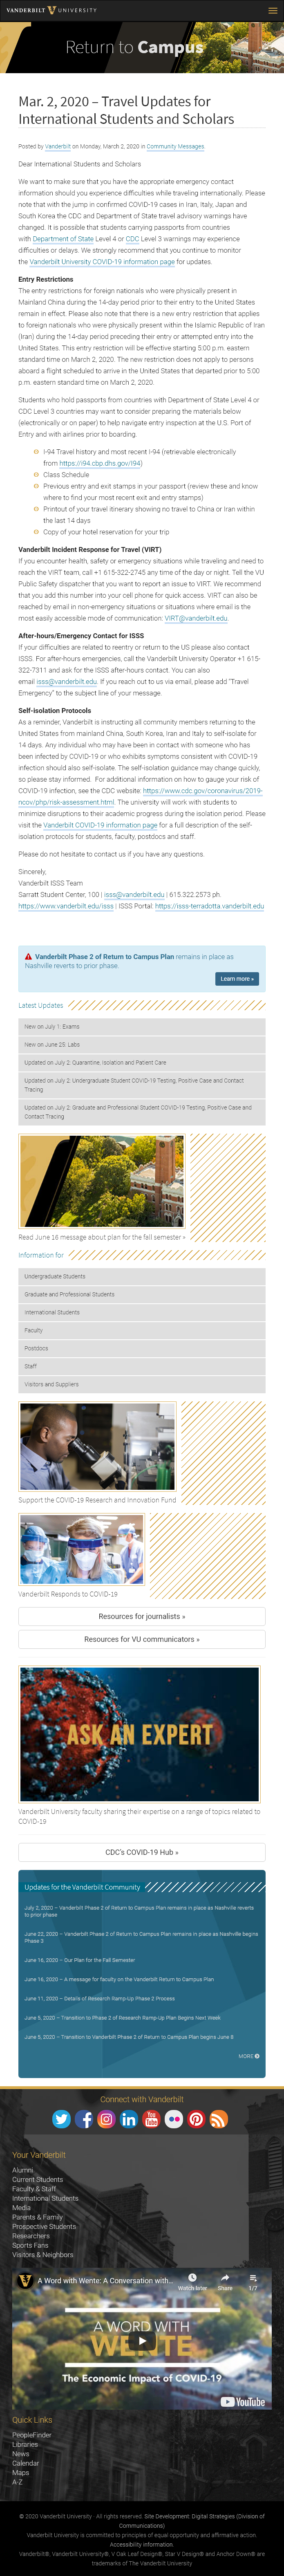 VANDERBILT V UNIVERSITY
Return to Campus
Mar. 2, 2020 – Travel Updates for
International Students and Scholars
Posted by Vanderbilt on Monday, March 2, 2020 in Community Messages.
Dear International Students and Scholars
We want to make sure that you have the appropriate emergency contact
information should you experience difficulties while traveling internationally. Please
note that with the jump in confirmed COVID-19 cases in Iran, Italy, Japan and
South Korea the CDC and Department of State travel advisory warnings have
changed. It is possible that students carrying passports from countries
with Department of State Level 4 or CDC Level 3 warnings may experience
difficulties or delays. We strongly recommend that you continue to monitor
the Vanderbilt University COVID-19 information page for updates.
Entry Restrictions
The entry restrictions for foreign nationals who were physically present in
Mainland China during the 14-day period prior to their entry to the United States
remain in effect. Please also note that there is a new entry restriction that applies
to foreign nationals who were physically present within the Islamic Republic of Iran
(Iran) during the 14-day period preceding their entry or attempted entry into the
United States. This entry restriction will be effective starting 5:00 p.m. eastern
standard time on March 2, 2020. The new restriction does not apply to persons
aboard a flight scheduled to arrive in the United States that departed prior to 5:00
p.m. eastern standard time on March 2, 2020.
Students who hold passports from countries with Department of State Level 4 or
CDC Level 3 countries may want to consider preparing the materials below
(electronically or on paper) to help navigate entry inspection at the U.S. Port of
Entry and with airlines when boarding.
I-94 Travel History and most recent I-94 (retrievable electronically
from https://i94.cbp.dhs.gov/I94)
Class Schedule
Previous entry and exit stamps in your passport (review these and know
where to find your most recent exit and entry stamps)
Printout of your travel itinerary showing no travel to China or Iran within
the last 14 days
Copy of your hotel reservation for your trip
Vanderbilt Incident Response for Travel (VIRT)
If you encounter health, safety or emergency situations while traveling and need to
reach the VIRT team, call +1 615-322-2745 any time of the day or night. Tell the VU
Public Safety dispatcher that you want to report an issue to VIRT. We recommend
that you add this number into your cell phone for quick access. VIRT can also be
reached by email in non-emergency situations or situations where email is the
most viable mode of communication: VIRT@vanderbilt.edu.
After-hours/Emergency Contact for ISSS
If your are denied boarding or reentry to return to the US please also contact
ISSS. For after-hours emergencies, call the Vanderbilt University Operator +1 615-
322-7311 and ask for the ISSS after-hours contact. You can also
email isss@vanderbilt.edu. If you reach out to us via email, please add "Travel
Emergency" to the subject line of your message.
Self-isolation Protocols
As a reminder, Vanderbilt is instructing all community members returning to the
United States from mainland China, South Korea, Iran and Italy to self-isolate for
14 days. Any individual who may have been in contact with someone who has
been infected by COVID-19 or who exhibits symptoms consistent with COVID-19
infection should also self-isolate. The self-isolation guidance may change quickly,
so please stay informed. For additional information on how to gauge your risk of
COVID-19 infection, see the CDC website; https://www.cdc.gov/coronavirus/2019-
ncov/php/risk-assessment.html. The university will work with students to
minimize disruptions to their academic progress during the isolation period. Please
visit the Vanderbilt COVID-19 information page for a full description of the self-
isolation protocols for students, faculty, postdocs and staff.
Please do not hesitate to contact us if you have any questions.
Sincerely,
Vanderbilt ISSS Team
Sarratt Student Center, 100 | isss@vanderbilt.edu | 615.322.2753 ph.
https://www.vanderbilt.edu/isss | ISSS Portal: https://isss-terradotta.vanderbilt.edu
Vanderbilt Phase 2 of Return to Campus Plan remains in place as
Nashville reverts to prior phase.
Learn more »
Latest Updates
New on July 1: Exams
New on June 25: Labs
Updated on July 2: Quarantine, Isolation and Patient Care
Updated on July 2: Undergraduate Student COVID-19 Testing, Positive Case and Contact
Tracing
Updated on July 2: Graduate and Professional Student COVID-19 Testing, Positive Case and
Contact Tracing
Read June 16 message about plan for the fall semester »
Information for
Undergraduate Students
Graduate and Professional Students
International Students
Faculty
Postdocs
Staff
Visitors and Suppliers
Support the COVID-19 Research and Innovation Fund
Vanderbilt Responds to COVID-19
Resources for journalists »
Resources for VU communicators »
ASK AN EXPERT
Vanderbilt University faculty sharing their expertise on a range of topics related to
COVID-19
CDC's COVID-19 Hub »
Updates for the Vanderbilt Community
July 2, 2020 – Vanderbilt Phase 2 of Return to Campus Plan remains in place as Nashville reverts
to prior phase
June 22, 2020 – Vanderbilt Phase 2 of Return to Campus Plan remains in place as Nashville begins
Phase 3
June 16, 2020 – Our Plan for the Fall Semester
June 16, 2020 – A message for faculty on the Vanderbilt Return to Campus Plan
June 11, 2020 – Details of Research Ramp-Up Phase 2 Process
June 5, 2020 – Transition to Phase 2 of Research Ramp-Up Plan Begins Next Week
June 5, 2020 – Transition to Vanderbilt Phase 2 of Return to Campus Plan begins June 8
MORE
Connect with Vanderbilt
You
Tube
Your Vanderbilt
Alumni
Current Students
Faculty & Staff
International Students
Media
Parents & Family
Prospective Students
Researchers
Sports Fans
Visitors & Neighbors
A Word with Wente: A Conversation with...
Watch later
Share
1/7
A WORD WITH
WENTE
The Economic Impact of COVID-19
YouTube
Quick Links
PeopleFinder
Libraries
News
Calendar
Maps
A-Z
© 2020 Vanderbilt University · All rights reserved. Site Development: Digital Strategies (Division of
Communications)
Vanderbilt University is committed to principles of equal opportunity and affirmative action.
Accessibility information.
Vanderbilt®, Vanderbilt University®, V Oak Leaf Design®, Star V Design® and Anchor Down® are
trademarks of The Vanderbilt University